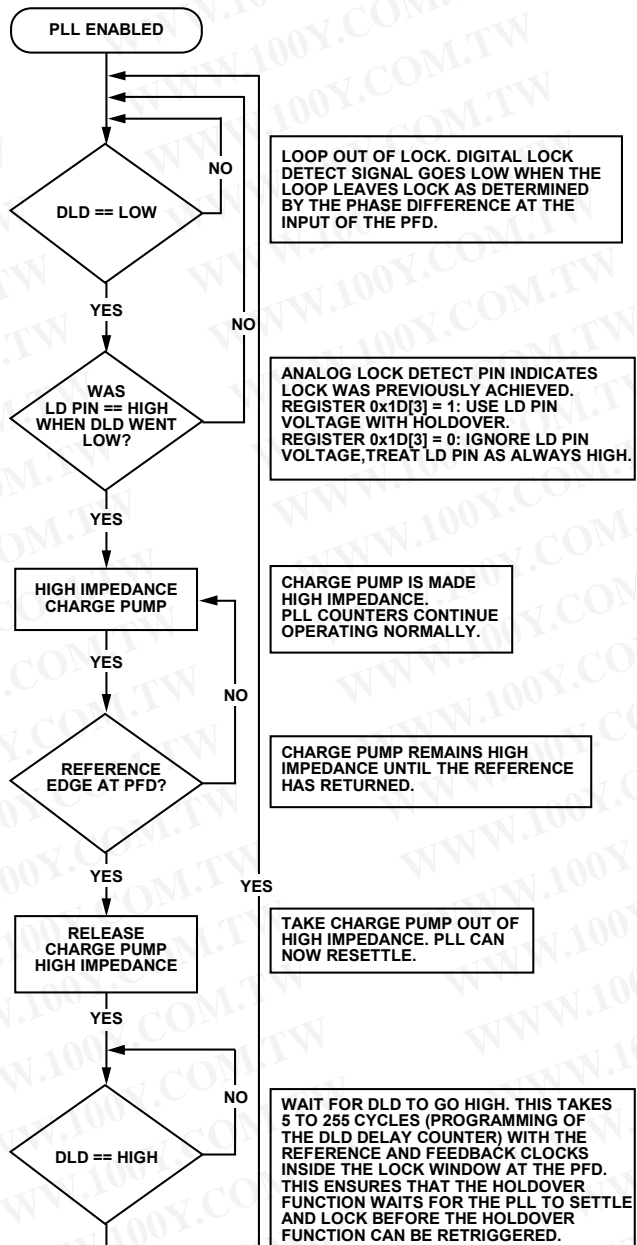 PLL ENABLED
NO
DLD == LOW
LOOP OUT OF LOCK. DIGITAL LOCK
DETECT SIGNAL GOES LOW WHEN THE
LOOP LEAVES LOCK AS DETERMINED
BY THE PHASE DIFFERENCE AT THE
INPUT OF THE PFD.
YES
NO
WAS
LD PIN == HIGH
WHEN DLD WENT
LOW?
ANALOG LOCK DETECT PIN INDICATES
LOCK WAS PREVIOUSLY ACHIEVED.
REGISTER 0x1D[3] = 1: USE LD PIN
VOLTAGE WITH HOLDOVER.
REGISTER 0x1D[3] = 0: IGNORE LD PIN
VOLTAGE,TREAT LD PIN AS ALWAYS HIGH.
YES
HIGH IMPEDANCE
CHARGE PUMP
CHARGE PUMP IS MADE
HIGH IMPEDANCE.
PLL COUNTERS CONTINUE
OPERATING NORMALLY.
YES
NO
REFERENCE
EDGE AT PFD?
CHARGE PUMP REMAINS HIGH
IMPEDANCE UNTIL THE REFERENCE
HAS RETURNED.
YES
YES
RELEASE
CHARGE PUMP
HIGH IMPEDANCE
TAKE CHARGE PUMP OUT OF
HIGH IMPEDANCE. PLL CAN
NOW RESETTLE.
YES
NO
DLD == HIGH
WAIT FOR DLD TO GO HIGH. THIS TAKES
5 TO 255 CYCLES (PROGRAMMING OF
THE DLD DELAY COUNTER) WITH THE
REFERENCE AND FEEDBACK CLOCKS
INSIDE THE LOCK WINDOW AT THE PFD.
THIS ENSURES THAT THE HOLDOVER
FUNCTION WAITS FOR THE PLL TO SETTLE
AND LOCK BEFORE THE HOLDOVER
FUNCTION CAN BE RETRIGGERED.
WWW.100Y.COM.TW